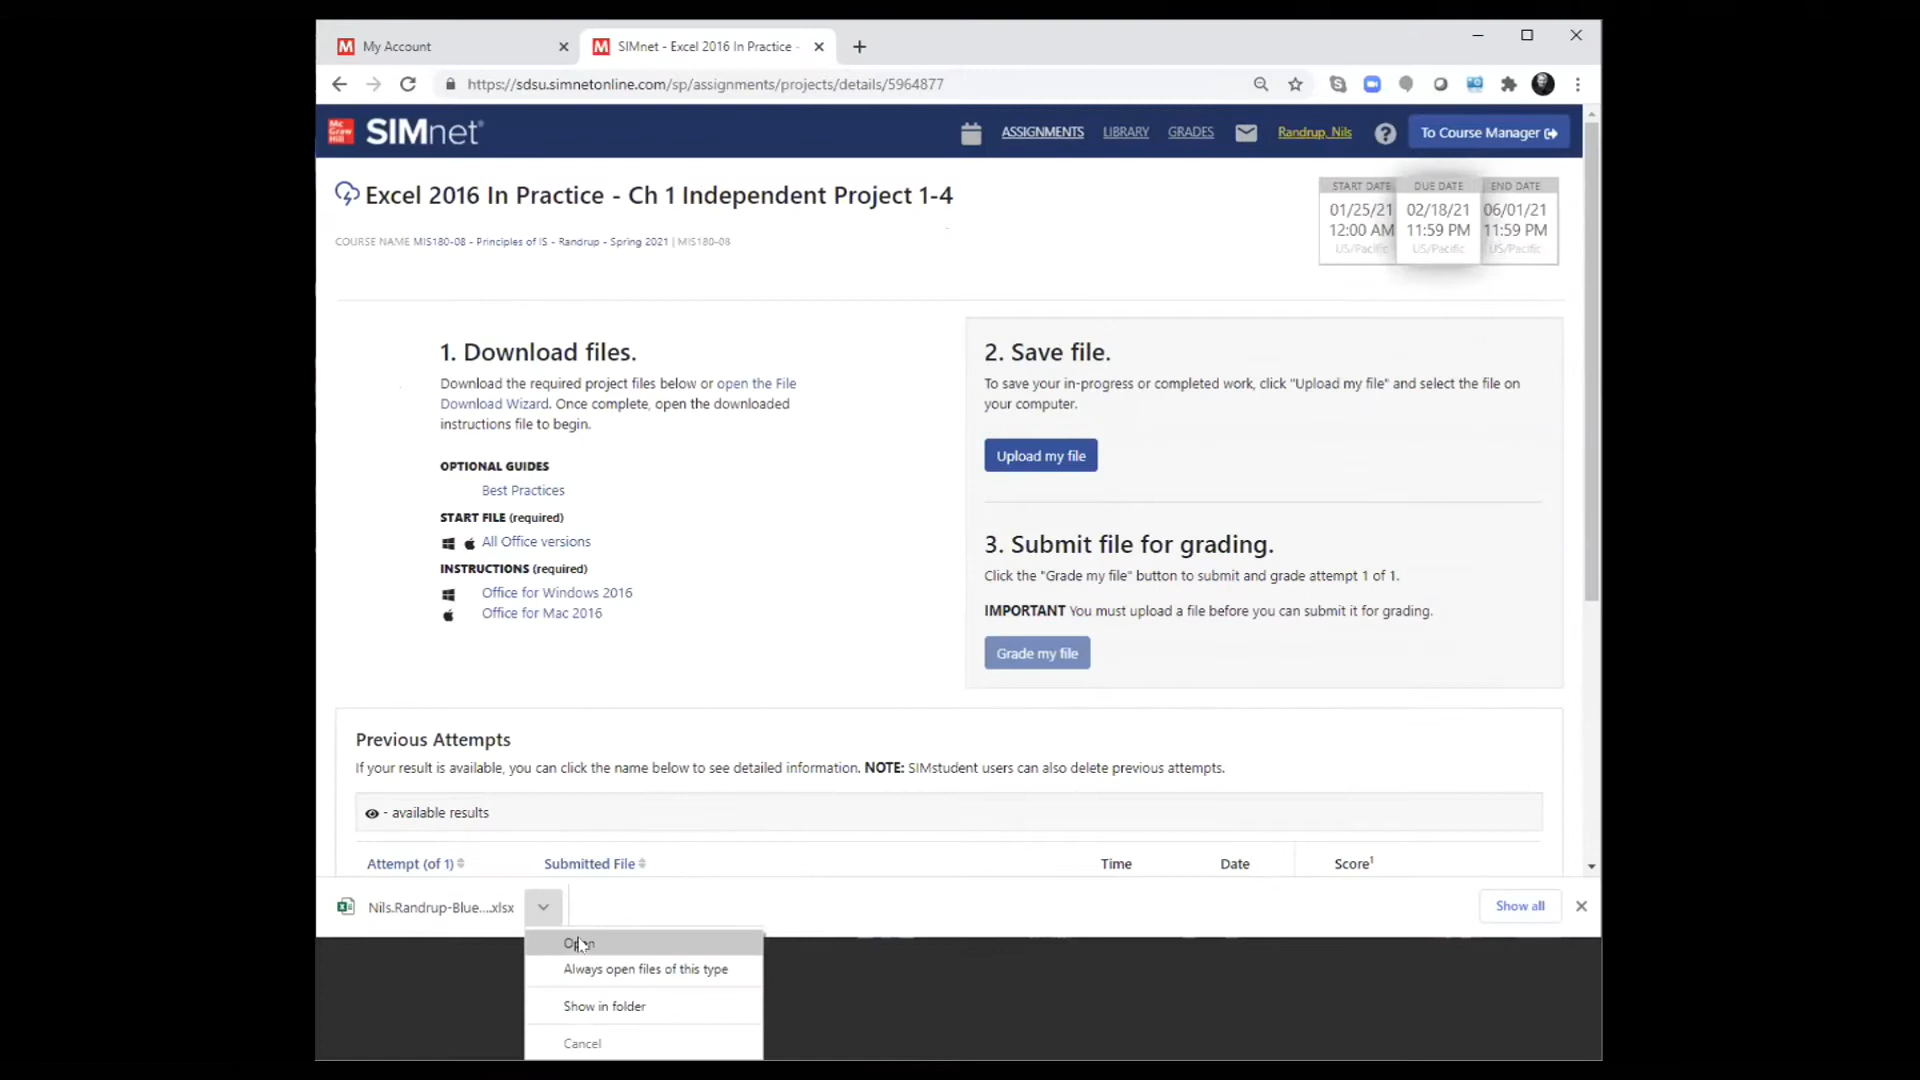 My Account
SIMnet - Excel 2016 In Practice -
https://sdsu.simnetonline.com/sp/assignments/projects/details/5964877
Mc Graw Hill
SIMnet
ASSIGNMENTS
LIBRARY
GRADES
Randrup, Nils
To Course Manager
Excel 2016 In Practice - Ch 1 Independent Project 1-4
COURSE NAME MIS180-08 - Principles of IS - Randrup - Spring 2021 | MIS180-08
START DATE
01/25/21
12:00 AM
US/Pacific
DUE DATE
02/18/21
11:59 PM
US/Pacific
END DATE
06/01/21
11:59 PM
US/Pacific
1. Download files.
Download the required project files below or open the File
Download Wizard. Once complete, open the downloaded
instructions file to begin.
OPTIONAL GUIDES
Best Practices
START FILE (required)
All Office versions
INSTRUCTIONS (required)
Office for Windows 2016
Office for Mac 2016
2. Save file.
To save your in-progress or completed work, click "Upload my file" and select the file on
your computer.
Upload my file
3. Submit file for grading.
Click the "Grade my file" button to submit and grade attempt 1 of 1.
IMPORTANT You must upload a file before you can submit it for grading.
Grade my file
Previous Attempts
If your result is available, you can click the name below to see detailed information. NOTE: SIMstudent users can also delete previous attempts.
- available results
Attempt (of 1)
Submitted File
Time
Date
Score¹
Nils.Randrup-Blue....xlsx
Show all
Open
Always open files of this type
Show in folder
Cancel